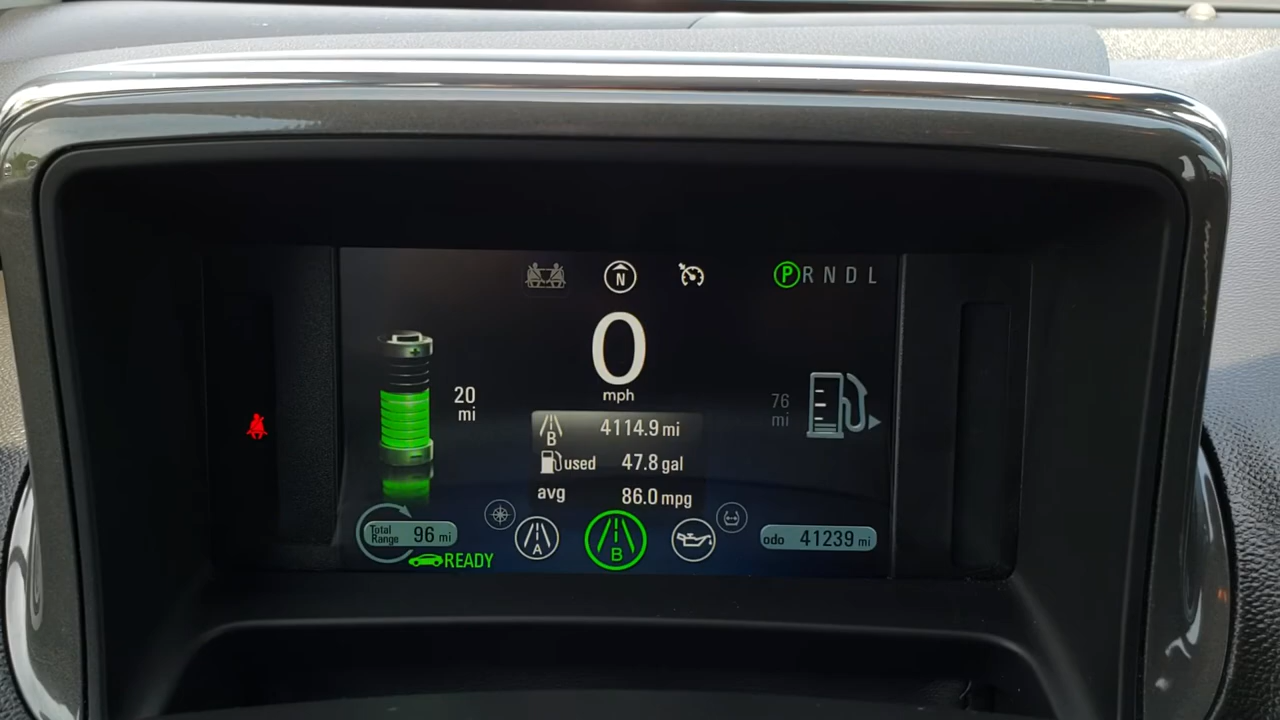 N
P R N D L
0
mph
20
mi
76
mi
B 4114.9 mi
used 47.8 gal
avg 86.0 mpg
Total
Range 96 mi
A
B
odo 41239 mi
READY